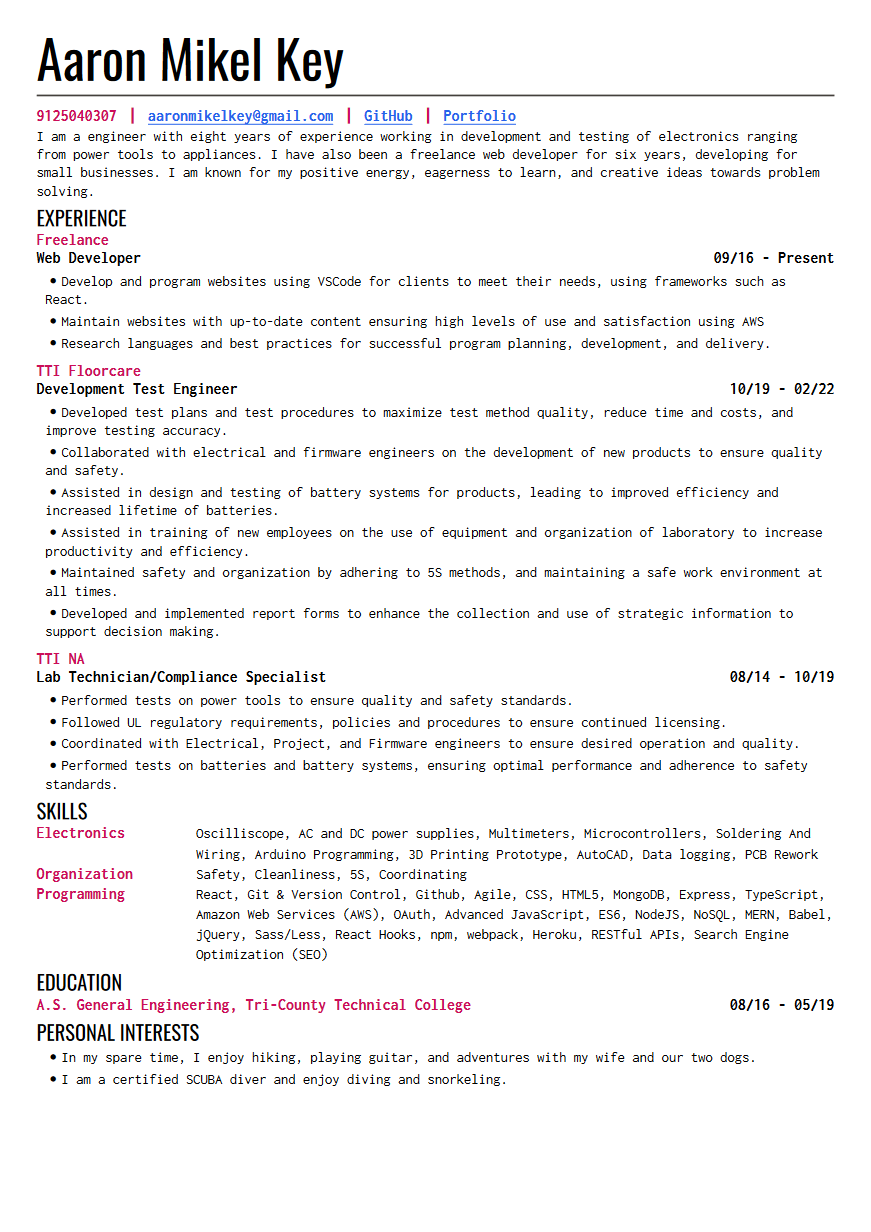 Aaron Mikel Key
9125040307 | aaronmikelkey@gmail.com | GitHub | Portfolio
I am a engineer with eight years of experience working in development and testing of electronics ranging
from power tools to appliances. I have also been a freelance web developer for six years, developing for
small businesses. I am known for my positive energy, eagerness to learn, and creative ideas towards problem
solving.
EXPERIENCE
Freelance
Web Developer 09/16 - Present
• Develop and program websites using VSCode for clients to meet their needs, using frameworks such as
React.
• Maintain websites with up-to-date content ensuring high levels of use and satisfaction using AWS
• Research languages and best practices for successful program planning, development, and delivery.
TTI Floorcare
Development Test Engineer 10/19 - 02/22
• Developed test plans and test procedures to maximize test method quality, reduce time and costs, and
improve testing accuracy.
• Collaborated with electrical and firmware engineers on the development of new products to ensure quality
and safety.
• Assisted in design and testing of battery systems for products, leading to improved efficiency and
increased lifetime of batteries.
• Assisted in training of new employees on the use of equipment and organization of laboratory to increase
productivity and efficiency.
• Maintained safety and organization by adhering to 5S methods, and maintaining a safe work environment at
all times.
• Developed and implemented report forms to enhance the collection and use of strategic information to
support decision making.
TTI NA
Lab Technician/Compliance Specialist 08/14 - 10/19
• Performed tests on power tools to ensure quality and safety standards.
• Followed UL regulatory requirements, policies and procedures to ensure continued licensing.
• Coordinated with Electrical, Project, and Firmware engineers to ensure desired operation and quality.
• Performed tests on batteries and battery systems, ensuring optimal performance and adherence to safety
standards.
SKILLS
Electronics Oscilliscope, AC and DC power supplies, Multimeters, Microcontrollers, Soldering And
Wiring, Arduino Programming, 3D Printing Prototype, AutoCAD, Data logging, PCB Rework
Organization Safety, Cleanliness, 5S, Coordinating
Programming React, Git & Version Control, Github, Agile, CSS, HTML5, MongoDB, Express, TypeScript,
Amazon Web Services (AWS), OAuth, Advanced JavaScript, ES6, NodeJS, NoSQL, MERN, Babel,
jQuery, Sass/Less, React Hooks, npm, webpack, Heroku, RESTful APIs, Search Engine
Optimization (SEO)
EDUCATION
A.S. General Engineering, Tri-County Technical College 08/16 - 05/19
PERSONAL INTERESTS
• In my spare time, I enjoy hiking, playing guitar, and adventures with my wife and our two dogs.
• I am a certified SCUBA diver and enjoy diving and snorkeling.